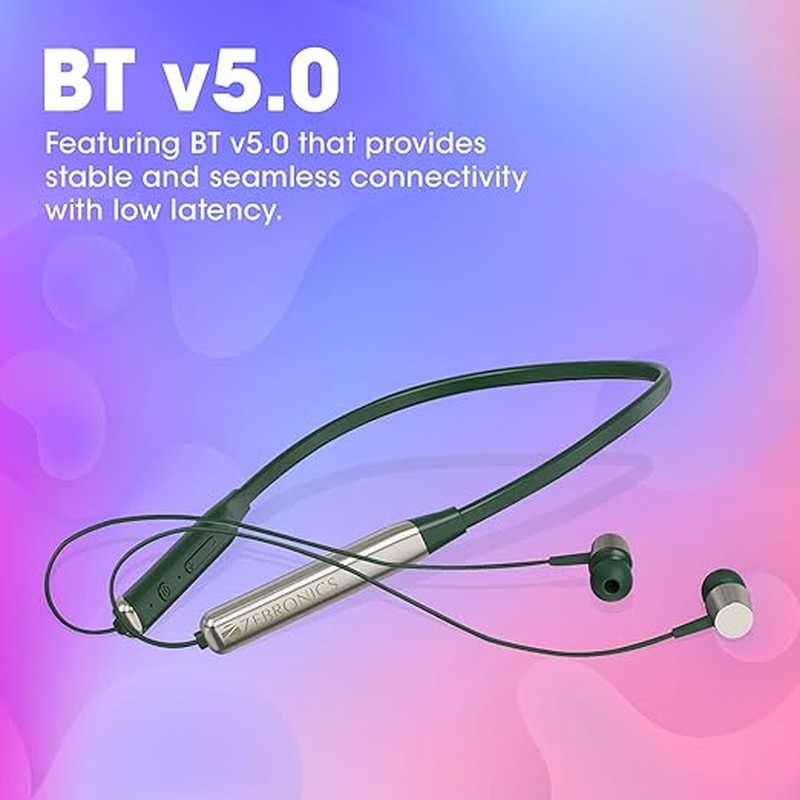 BT v5.0
Featuring BT v5.0 that provides
stable and seamless connectivity
with low latency.
ZEBRONICS